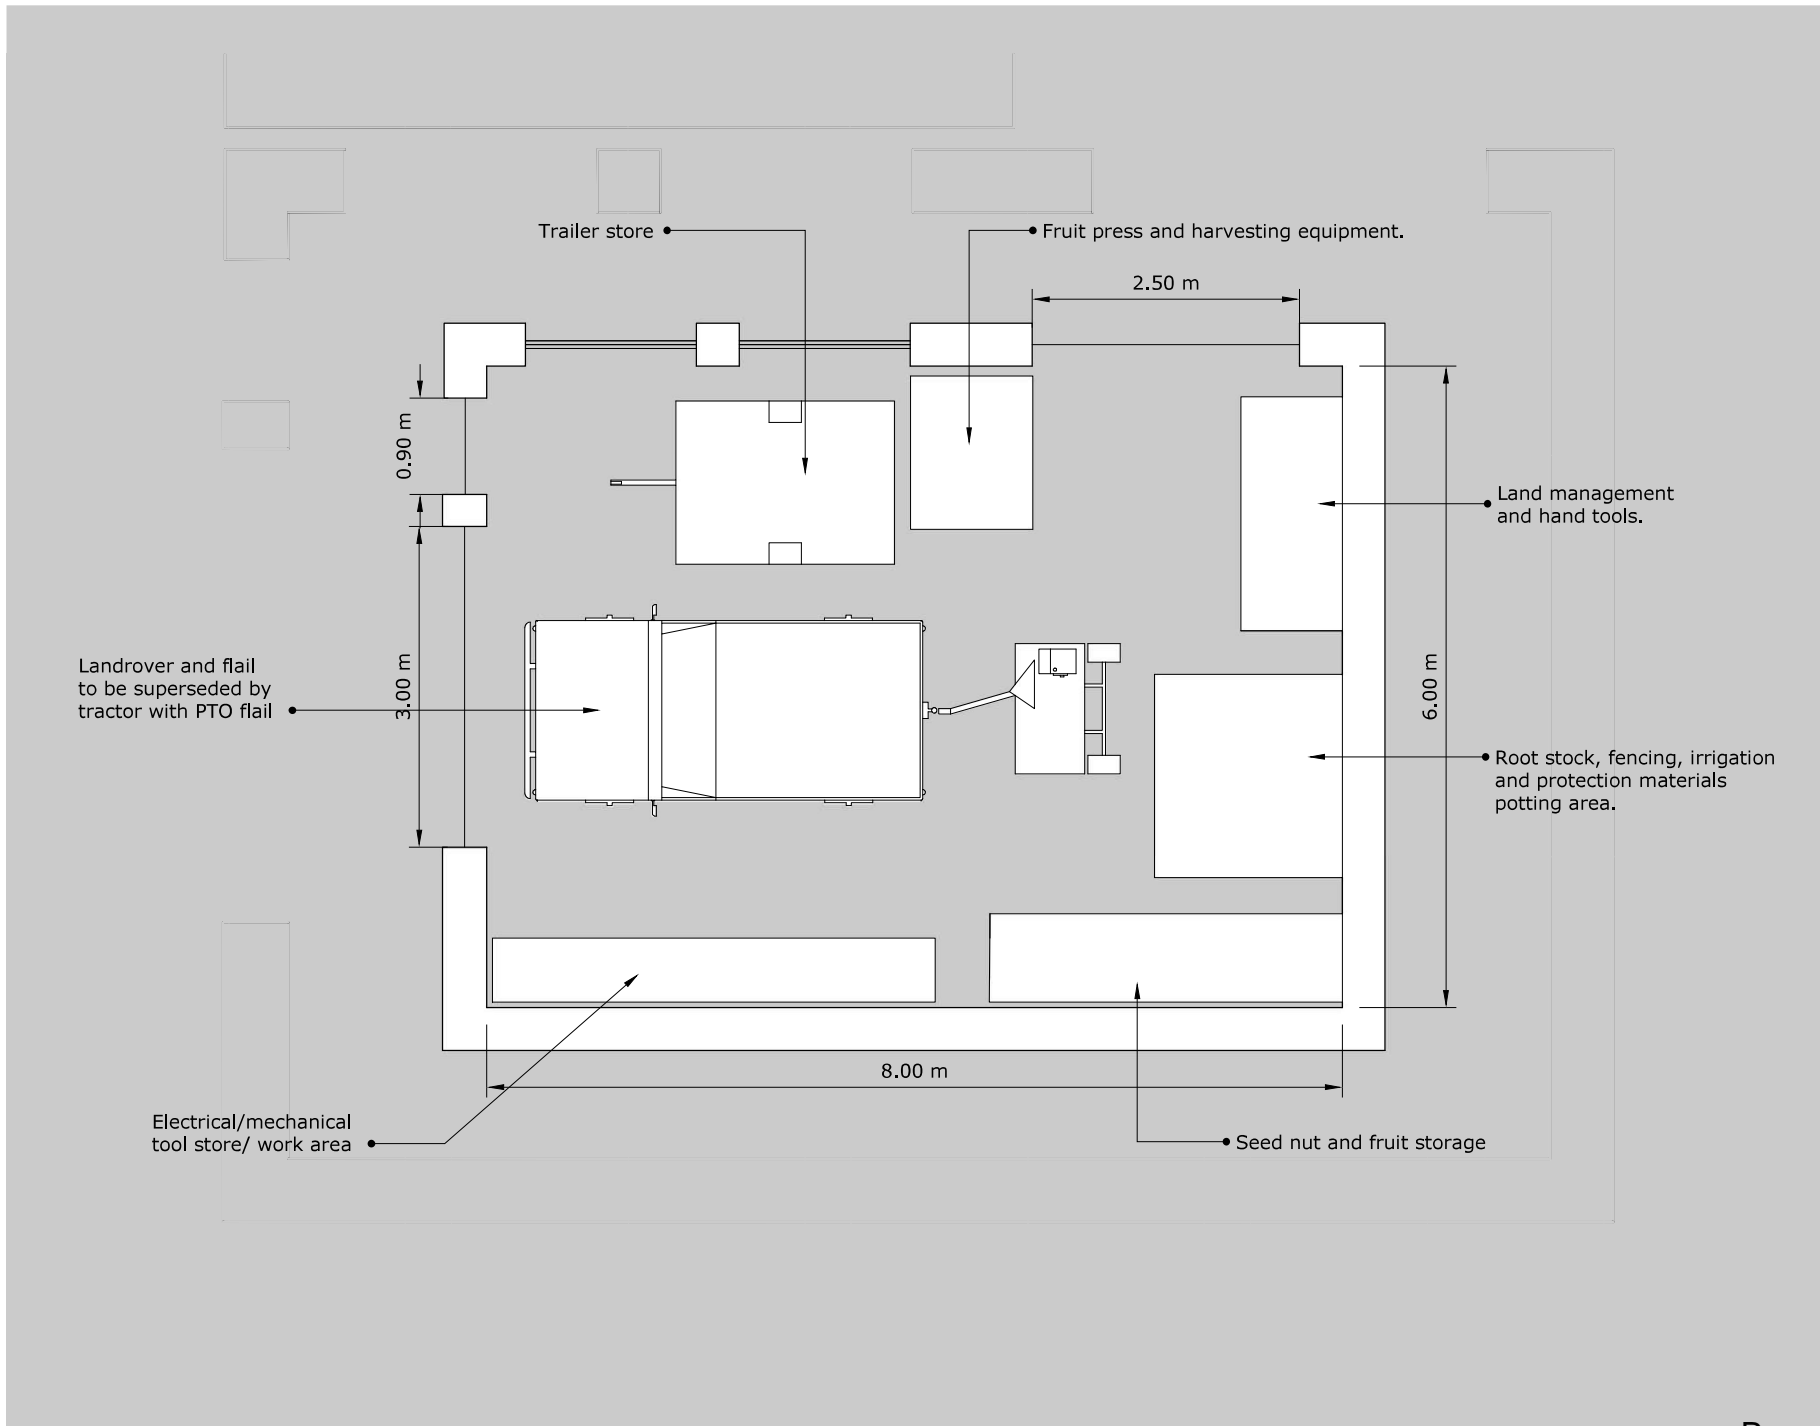 Trailer store
Fruit press and harvesting equipment.
2.50 m
0.90 m
Land management
and hand tools.
Landrover and flail
to be superseded by
tractor with PTO flail
3.00 m
6.00 m
Root stock, fencing, irrigation
and protection materials
potting area.
8.00 m
Electrical/mechanical
tool store/ work area
Seed nut and fruit storage